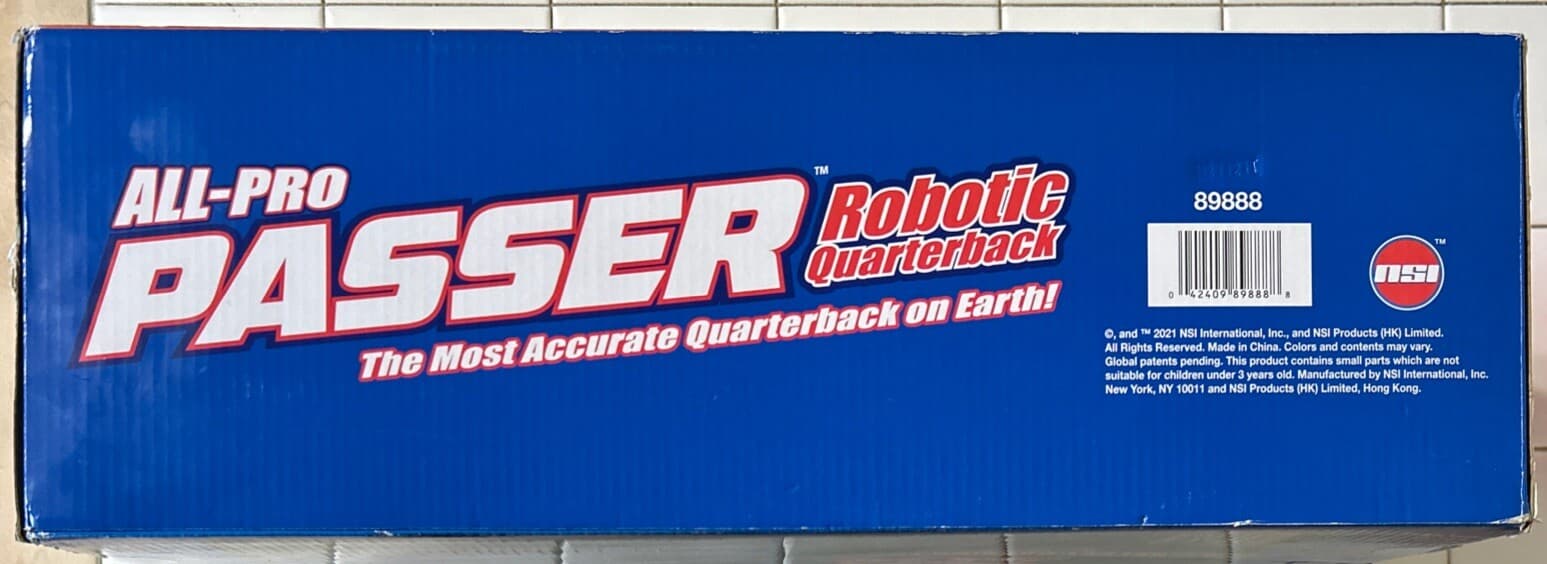 ALL-PRO
PASSER™
Robotic
Quarterback
The Most Accurate Quarterback on Earth!
89888
0 42409 89888 8
nsi™
©, and ™ 2021 NSI International, Inc., and NSI Products (HK) Limited.
All Rights Reserved. Made in China. Colors and contents may vary.
Global patents pending. This product contains small parts which are not
suitable for children under 3 years old. Manufactured by NSI International, Inc.
New York, NY 10011 and NSI Products (HK) Limited, Hong Kong.